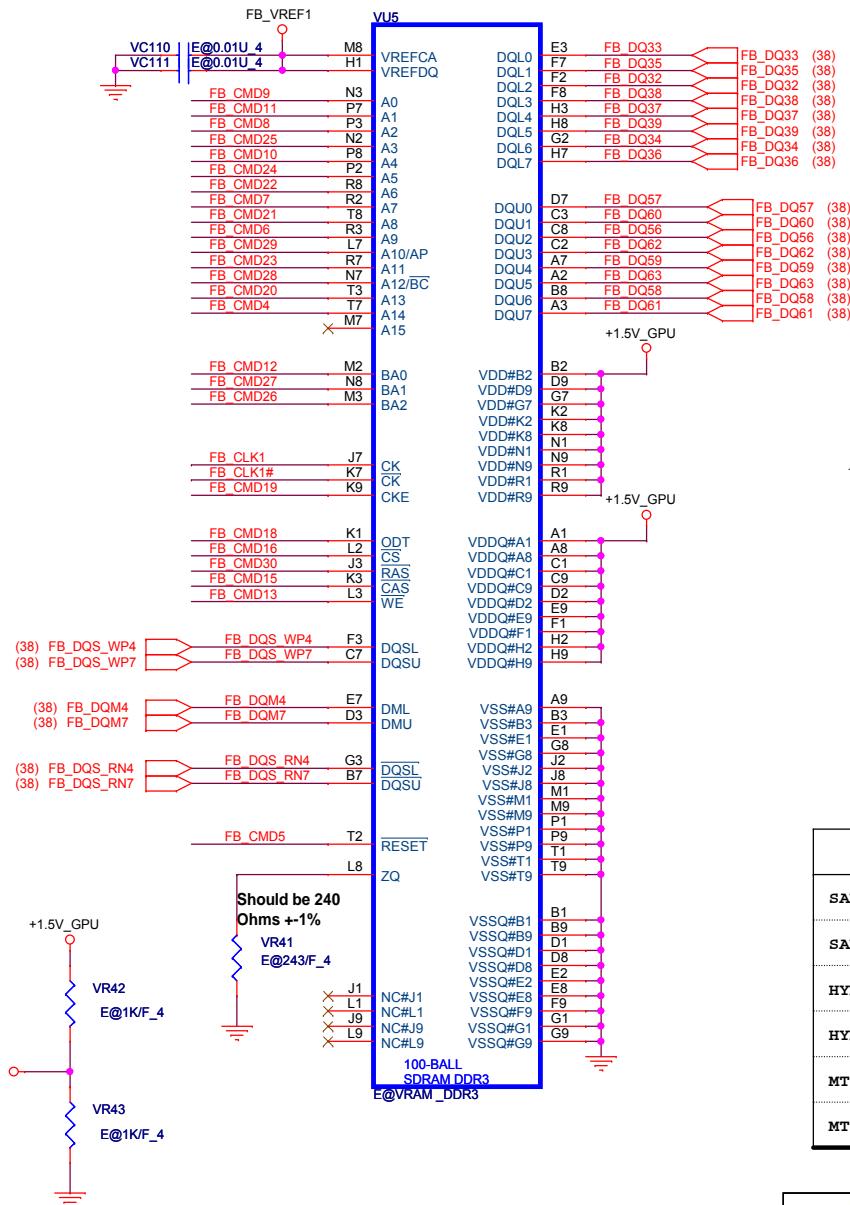 FB_VREF1
VU5
VC110 E@0.01U_4 M8 VREFCA
VC111 E@0.01U_4 H1 VREFDQ
FB_CMD9 N3 A0
FB_CMD11 P7 A1
FB_CMD8 P3 A2
FB_CMD25 N2 A3
FB_CMD10 P8 A4
FB_CMD24 P2 A5
FB_CMD22 R8 A6
FB_CMD7 R2 A7
FB_CMD21 T8 A8
FB_CMD6 R3 A9
FB_CMD29 L7 A10/AP
FB_CMD23 R7 A11
FB_CMD28 N7 A12/BC
FB_CMD20 T3 A13
FB_CMD4 T7 A14
M7 A15
FB_CMD12 M2 BA0
FB_CMD27 N8 BA1
FB_CMD26 M3 BA2
FB_CLK1 J7 CK
FB_CLK1# K7 CK
FB_CMD19 K9 CKE
FB_CMD18 K1 ODT
FB_CMD16 L2 CS
FB_CMD30 J3 RAS
FB_CMD15 K3 CAS
FB_CMD13 L3 WE
(38) FB_DQS_WP4 FB_DQS_WP4 F3 DQSL
(38) FB_DQS_WP7 FB_DQS_WP7 C7 DQSU
(38) FB_DQM4 FB_DQM4 E7 DML
(38) FB_DQM7 FB_DQM7 D3 DMU
(38) FB_DQS_RN4 FB_DQS_RN4 G3 DQSL
(38) FB_DQS_RN7 FB_DQS_RN7 B7 DQSU
FB_CMD5 T2 RESET
L8 ZQ
Should be 240
Ohms +-1%
VR41
E@243/F_4
J1 NC#J1
L1 NC#L1
J9 NC#J9
L9 NC#L9
DQL0 E3 FB_DQ33 FB_DQ33 (38)
DQL1 F7 FB_DQ35 FB_DQ35 (38)
DQL2 F2 FB_DQ32 FB_DQ32 (38)
DQL3 F8 FB_DQ38 FB_DQ38 (38)
DQL4 H3 FB_DQ37 FB_DQ37 (38)
DQL5 H8 FB_DQ39 FB_DQ39 (38)
DQL6 G2 FB_DQ34 FB_DQ34 (38)
DQL7 H7 FB_DQ36 FB_DQ36 (38)
DQU0 D7 FB_DQ57 FB_DQ57 (38)
DQU1 C3 FB_DQ60 FB_DQ60 (38)
DQU2 C8 FB_DQ56 FB_DQ56 (38)
DQU3 C2 FB_DQ62 FB_DQ62 (38)
DQU4 A7 FB_DQ59 FB_DQ59 (38)
DQU5 A2 FB_DQ63 FB_DQ63 (38)
DQU6 B8 FB_DQ58 FB_DQ58 (38)
DQU7 A3 FB_DQ61 FB_DQ61 (38)
+1.5V_GPU
VDD#B2 B2
VDD#D9 D9
VDD#G7 G7
VDD#K2 K2
VDD#K8 K8
VDD#N1 N1
VDD#N9 N9
VDD#R1 R1
VDD#R9 R9
+1.5V_GPU
VDDQ#A1 A1
VDDQ#A8 A8
VDDQ#C1 C1
VDDQ#C9 C9
VDDQ#D2 D2
VDDQ#E9 E9
VDDQ#F1 F1
VDDQ#H2 H2
VDDQ#H9 H9
VSS#A9 A9
VSS#B3 B3
VSS#E1 E1
VSS#G8 G8
VSS#J2 J2
VSS#J8 J8
VSS#M1 M1
VSS#M9 M9
VSS#P1 P1
VSS#P9 P9
VSS#T1 T1
VSS#T9 T9
VSSQ#B1 B1
VSSQ#B9 B9
VSSQ#D1 D1
VSSQ#D8 D8
VSSQ#E2 E2
VSSQ#E8 E8
VSSQ#F9 F9
VSSQ#G1 G1
VSSQ#G9 G9
100-BALL
SDRAM DDR3
E@VRAM _DDR3
+1.5V_GPU
VR42
E@1K/F_4
VR43
E@1K/F_4
SA
SA
HY
HY
MT
MT